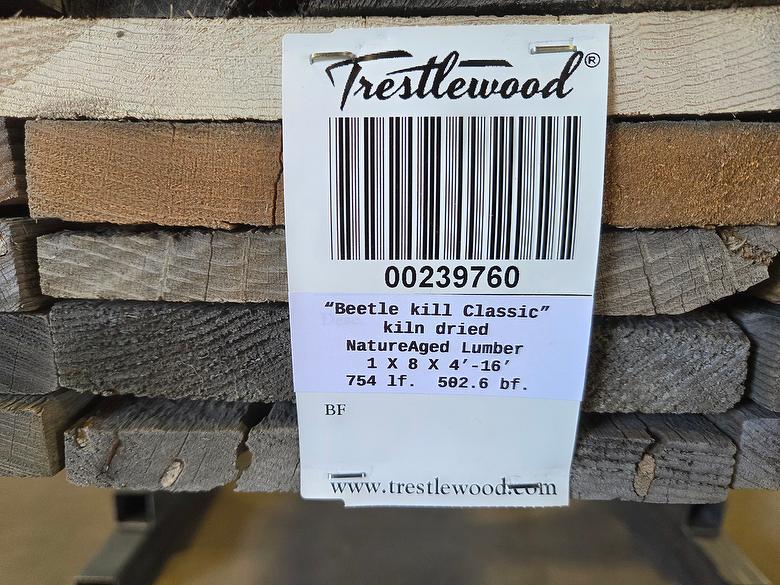 Trestlewood®
00239760
“Beetle kill Classic”
kiln dried
NatureAged Lumber
1 X 8 X 4’-16’
754 lf. 502.6 bf.
BF
www.trestlewood.com